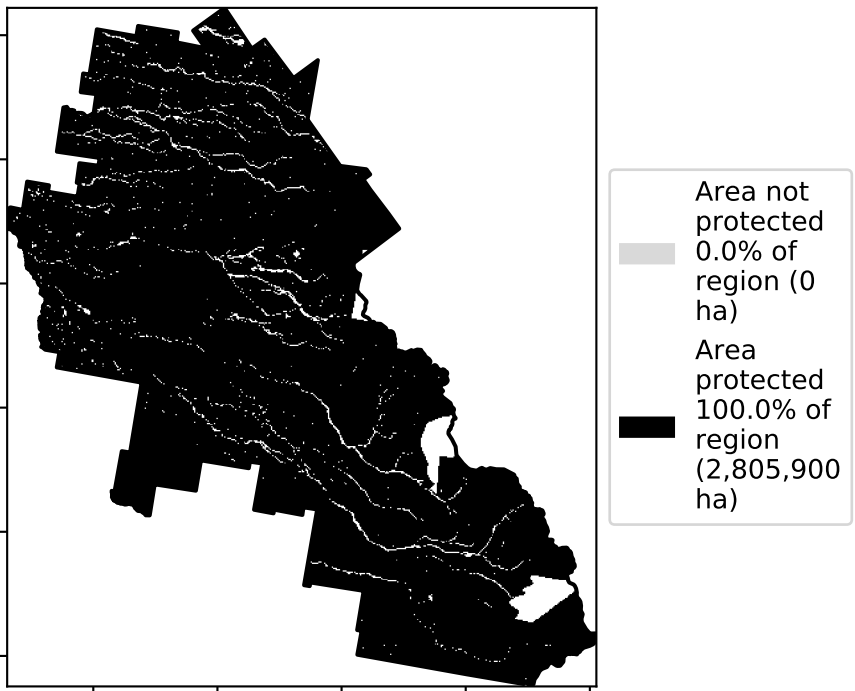 Area not
protected
0.0% of
region (0
ha)
Area
protected
100.0% of
region
(2,805,900
ha)